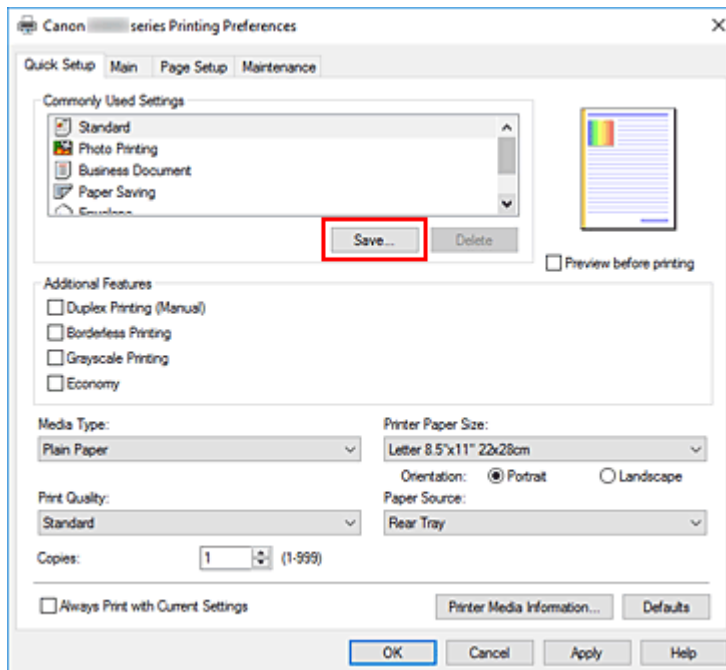 Canon series Printing Preferences
Quick Setup Main Page Setup Maintenance
Commonly Used Settings
Standard
Photo Printing
Business Document
Paper Saving
Envelope
Save... Delete
Preview before printing
Additional Features
Duplex Printing (Manual)
Borderless Printing
Grayscale Printing
Economy
Media Type: Printer Paper Size:
Plain Paper Letter 8.5"x11" 22x28cm
Orientation: Portrait Landscape
Print Quality: Paper Source:
Standard Rear Tray
Copies: 1 (1-999)
Always Print with Current Settings Printer Media Information... Defaults
OK Cancel Apply Help